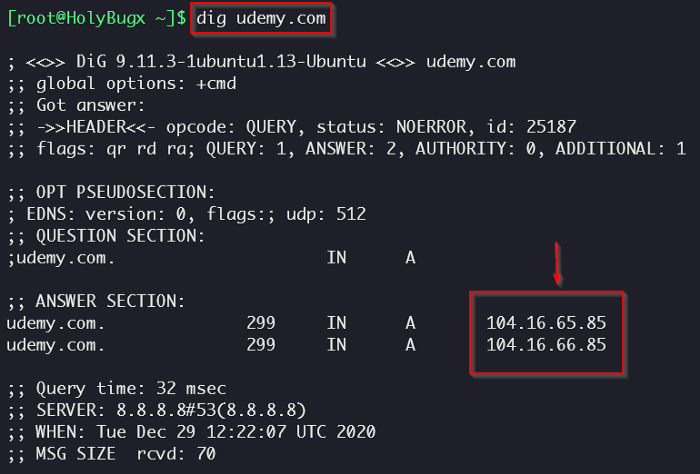 [root@HolyBugx ~]$ dig udemy.com
; <<>> DiG 9.11.3-1ubuntu1.13-Ubuntu <<>> udemy.com
;; global options: +cmd
;; Got answer:
;; ->>HEADER<<- opcode: QUERY, status: NOERROR, id: 25187
;; flags: qr rd ra; QUERY: 1, ANSWER: 2, AUTHORITY: 0, ADDITIONAL: 1
;; OPT PSEUDOSECTION:
; EDNS: version: 0, flags:; udp: 512
;; QUESTION SECTION:
;udemy.com. IN A
;; ANSWER SECTION:
udemy.com. 299 IN A 104.16.65.85
udemy.com. 299 IN A 104.16.66.85
;; Query time: 32 msec
;; SERVER: 8.8.8.8#53(8.8.8.8)
;; WHEN: Tue Dec 29 12:22:07 UTC 2020
;; MSG SIZE rcvd: 70